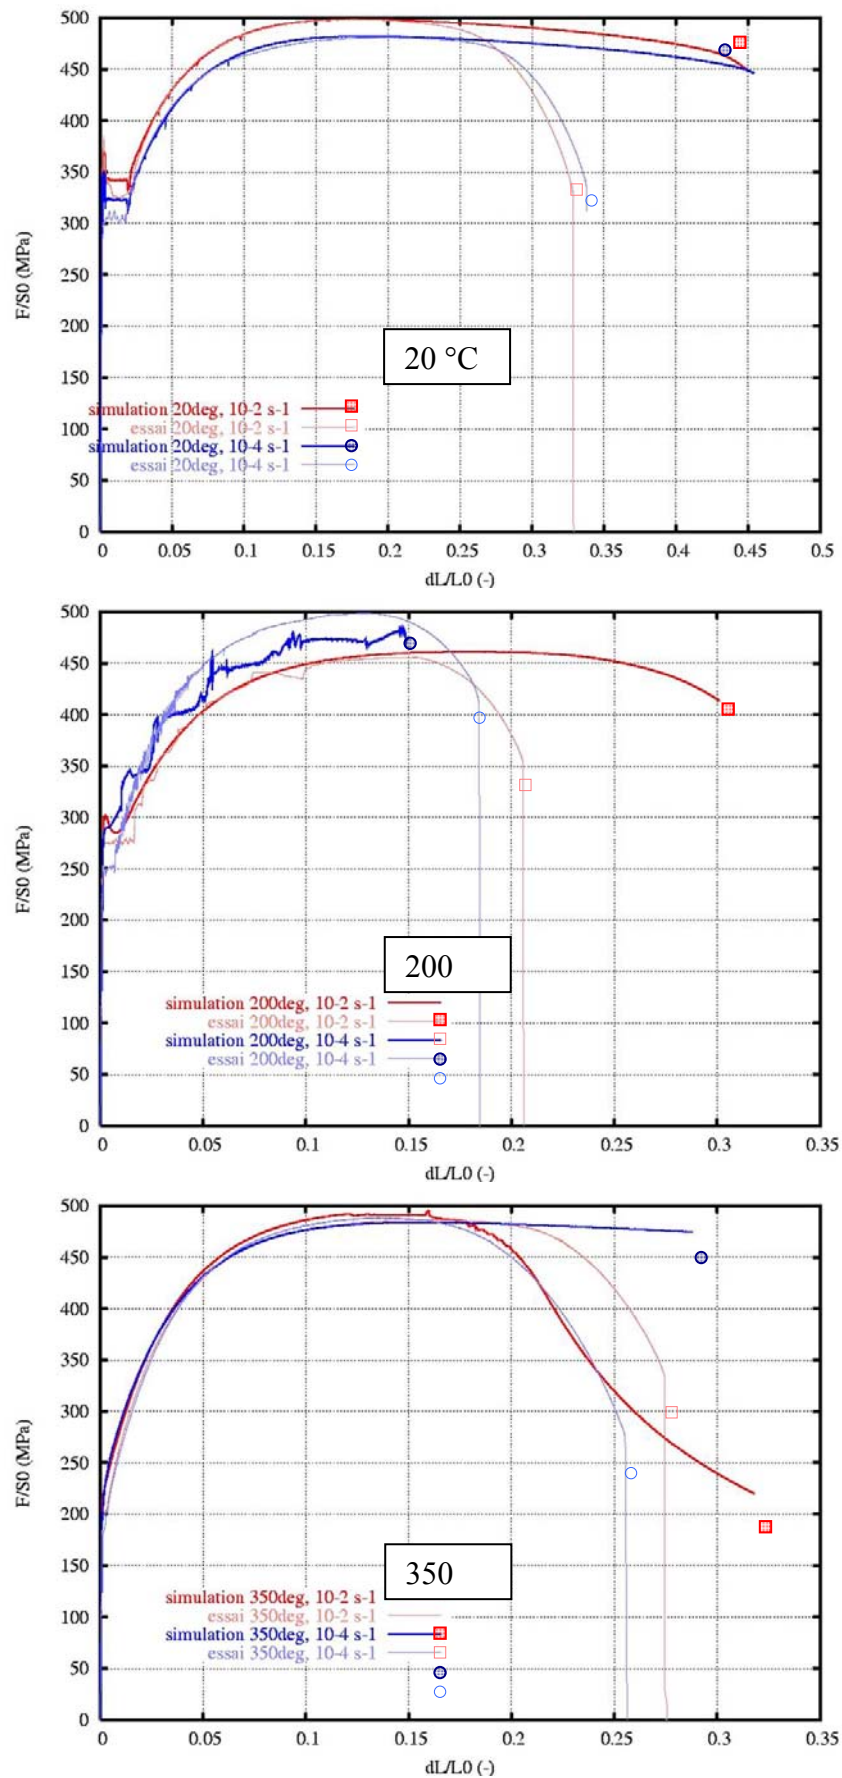 500
450
400
350
300
250
200
150
100
50
0
F/S0 (MPa)
20 °C
simulation 20deg, 10-2 s-1
essai 20deg, 10-2 s-1
simulation 20deg, 10-4 s-1
essai 20deg, 10-4 s-1
0 0.05 0.1 0.15 0.2 0.25 0.3 0.35 0.4 0.45 0.5
dL/L0 (-)
500
450
400
350
300
250
200
150
100
50
0
F/S0 (MPa)
200
simulation 200deg, 10-2 s-1
essai 200deg, 10-2 s-1
simulation 200deg, 10-4 s-1
essai 200deg, 10-4 s-1
0 0.05 0.1 0.15 0.2 0.25 0.3 0.35
dL/L0 (-)
500
450
400
350
300
250
200
150
100
50
0
F/S0 (MPa)
350
simulation 350deg, 10-2 s-1
essai 350deg, 10-2 s-1
simulation 350deg, 10-4 s-1
essai 350deg, 10-4 s-1
0 0.05 0.1 0.15 0.2 0.25 0.3 0.35
dL/L0 (-)